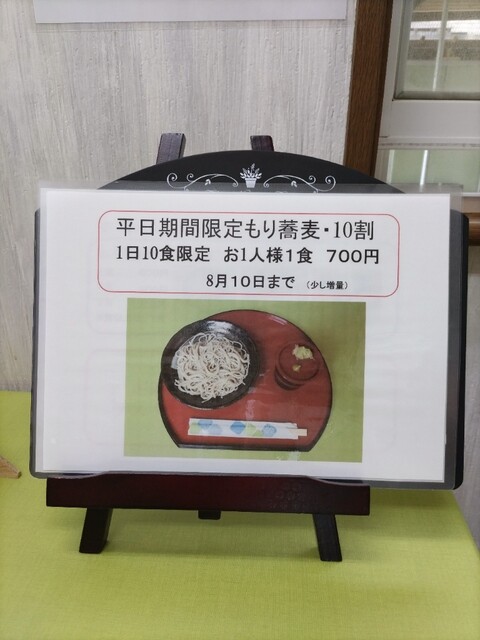 平日期間限定もり蕎麦・10割
1日10食限定 お1人様1食 700円
8月10日まで (少し増量)